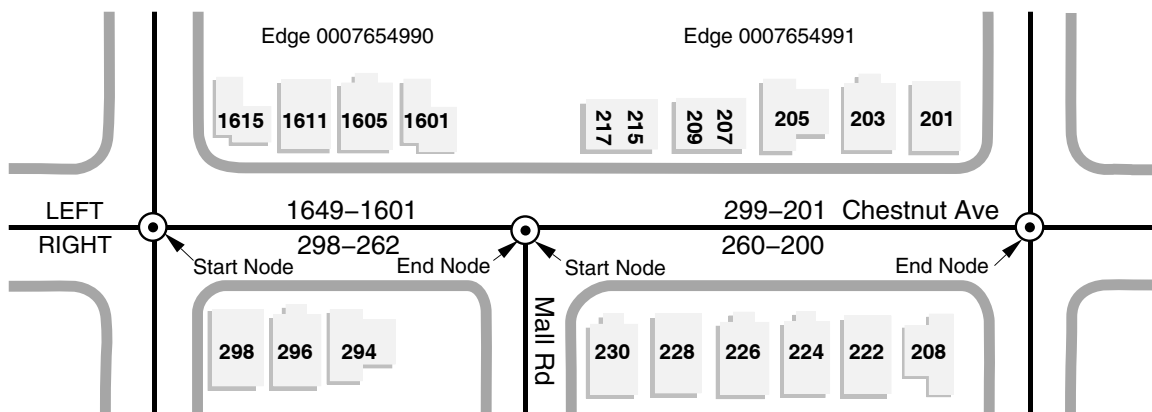 Edge 0007654990
Edge 0007654991
1615 1611 1605 1601
217 215 209 207 205 203 201
LEFT 1649–1601 299–201 Chestnut Ave
RIGHT 298–262 260–200
Start Node End Node Start Node End Node
Mall Rd
298 296 294
230 228 226 224 222 208